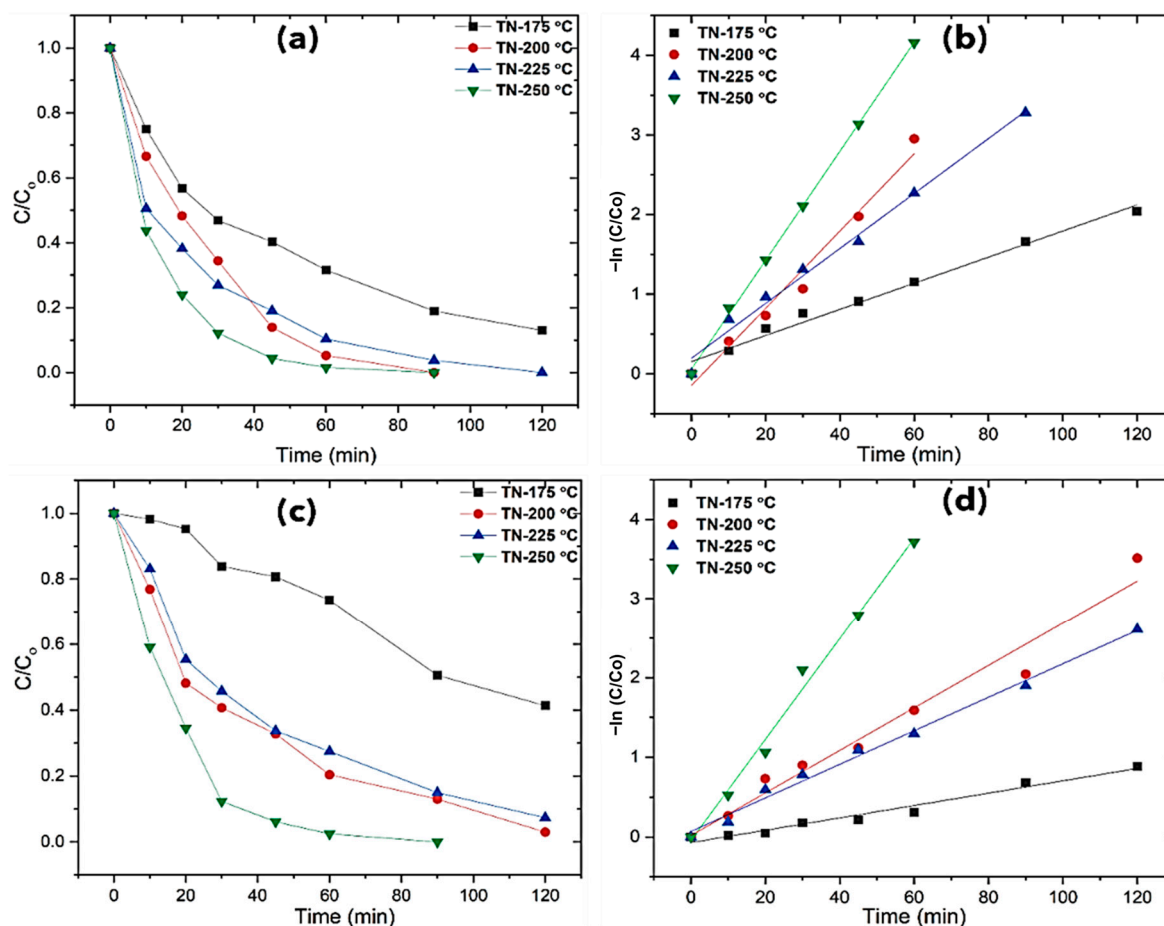 (a)
TN-175 °C
TN-200 °C
TN-225 °C
TN-250 °C
1.0
0.8
0.6
0.4
0.2
0.0
C/Co
0 20 40 60 80 100 120
Time (min)
(b)
TN-175 °C
TN-200 °C
TN-225 °C
TN-250 °C
4
3
2
1
0
−ln (C/Co)
0 20 40 60 80 100 120
Time (min)
(c)
TN-175 °C
TN-200 °C
TN-225 °C
TN-250 °C
1.0
0.8
0.6
0.4
0.2
0.0
C/Co
0 20 40 60 80 100 120
Time (min)
(d)
TN-175 °C
TN-200 °C
TN-225 °C
TN-250 °C
4
3
2
1
0
−ln (C/Co)
0 20 40 60 80 100 120
Time (min)